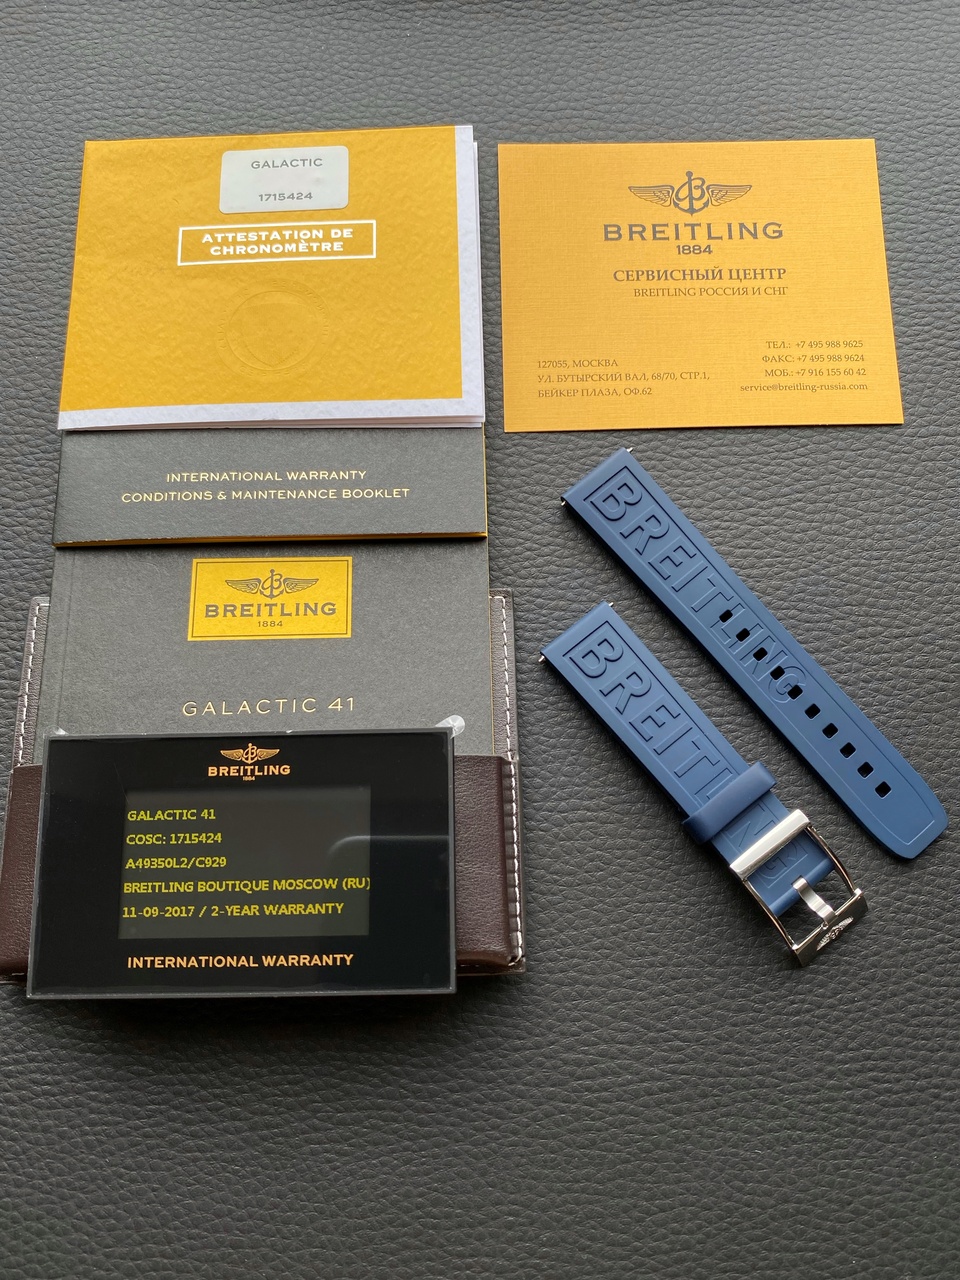 GALACTIC
1715424
ATTESTATION DE
CHRONOMÈTRE
BREITLING
1884
СЕРВИСНЫЙ ЦЕНТР
BREITLING РОССИЯ И СНГ
127055, МОСКВА
УЛ. БУТЫРСКИЙ ВАЛ, 68/70, СТР.1,
БЕЙКЕР ПЛАЗА, ОФ.62
ТЕЛ.: +7 495 988 9625
ФАКС: +7 495 988 9624
МОБ.: +7 916 155 60 42
service@breitling-russia.com
INTERNATIONAL WARRANTY
CONDITIONS & MAINTENANCE BOOKLET
BREITLING
1884
GALACTIC 41
BREITLING
1884
GALACTIC 41
COSC: 1715424
A49350L2/C929
BREITLING BOUTIQUE MOSCOW (RU)
11-09-2017 / 2-YEAR WARRANTY
INTERNATIONAL WARRANTY
BREITLING
BREITLING